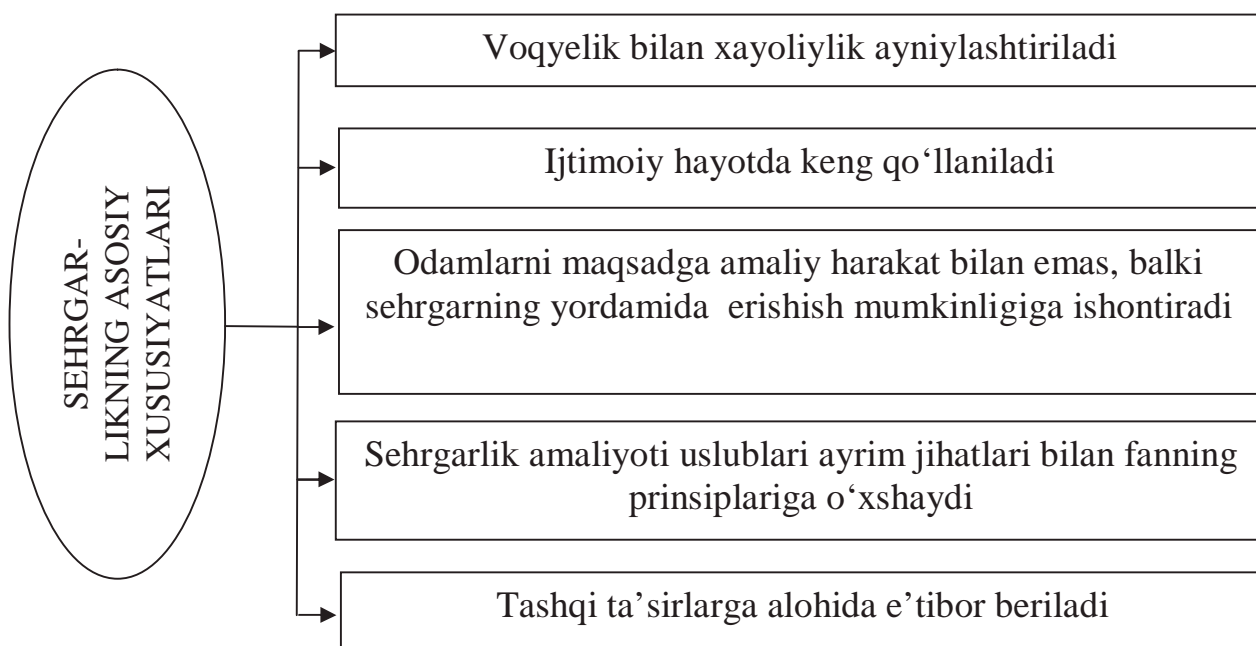 SEHRGAR-
LIKNING ASOSIY
XUSUSIYATLARI
Voqyelik bilan xayoliylik ayniylashtiriladi
Ijtimoiy hayotda keng qo‘llaniladi
Odamlarni maqsadga amaliy harakat bilan emas, balki
sehrgarning yordamida erishish mumkinligiga ishontiradi
Sehrgarlik amaliyoti uslublari ayrim jihatlari bilan fanning
prinsiplariga o‘xshaydi
Tashqi ta’sirlarga alohida e’tibor beriladi